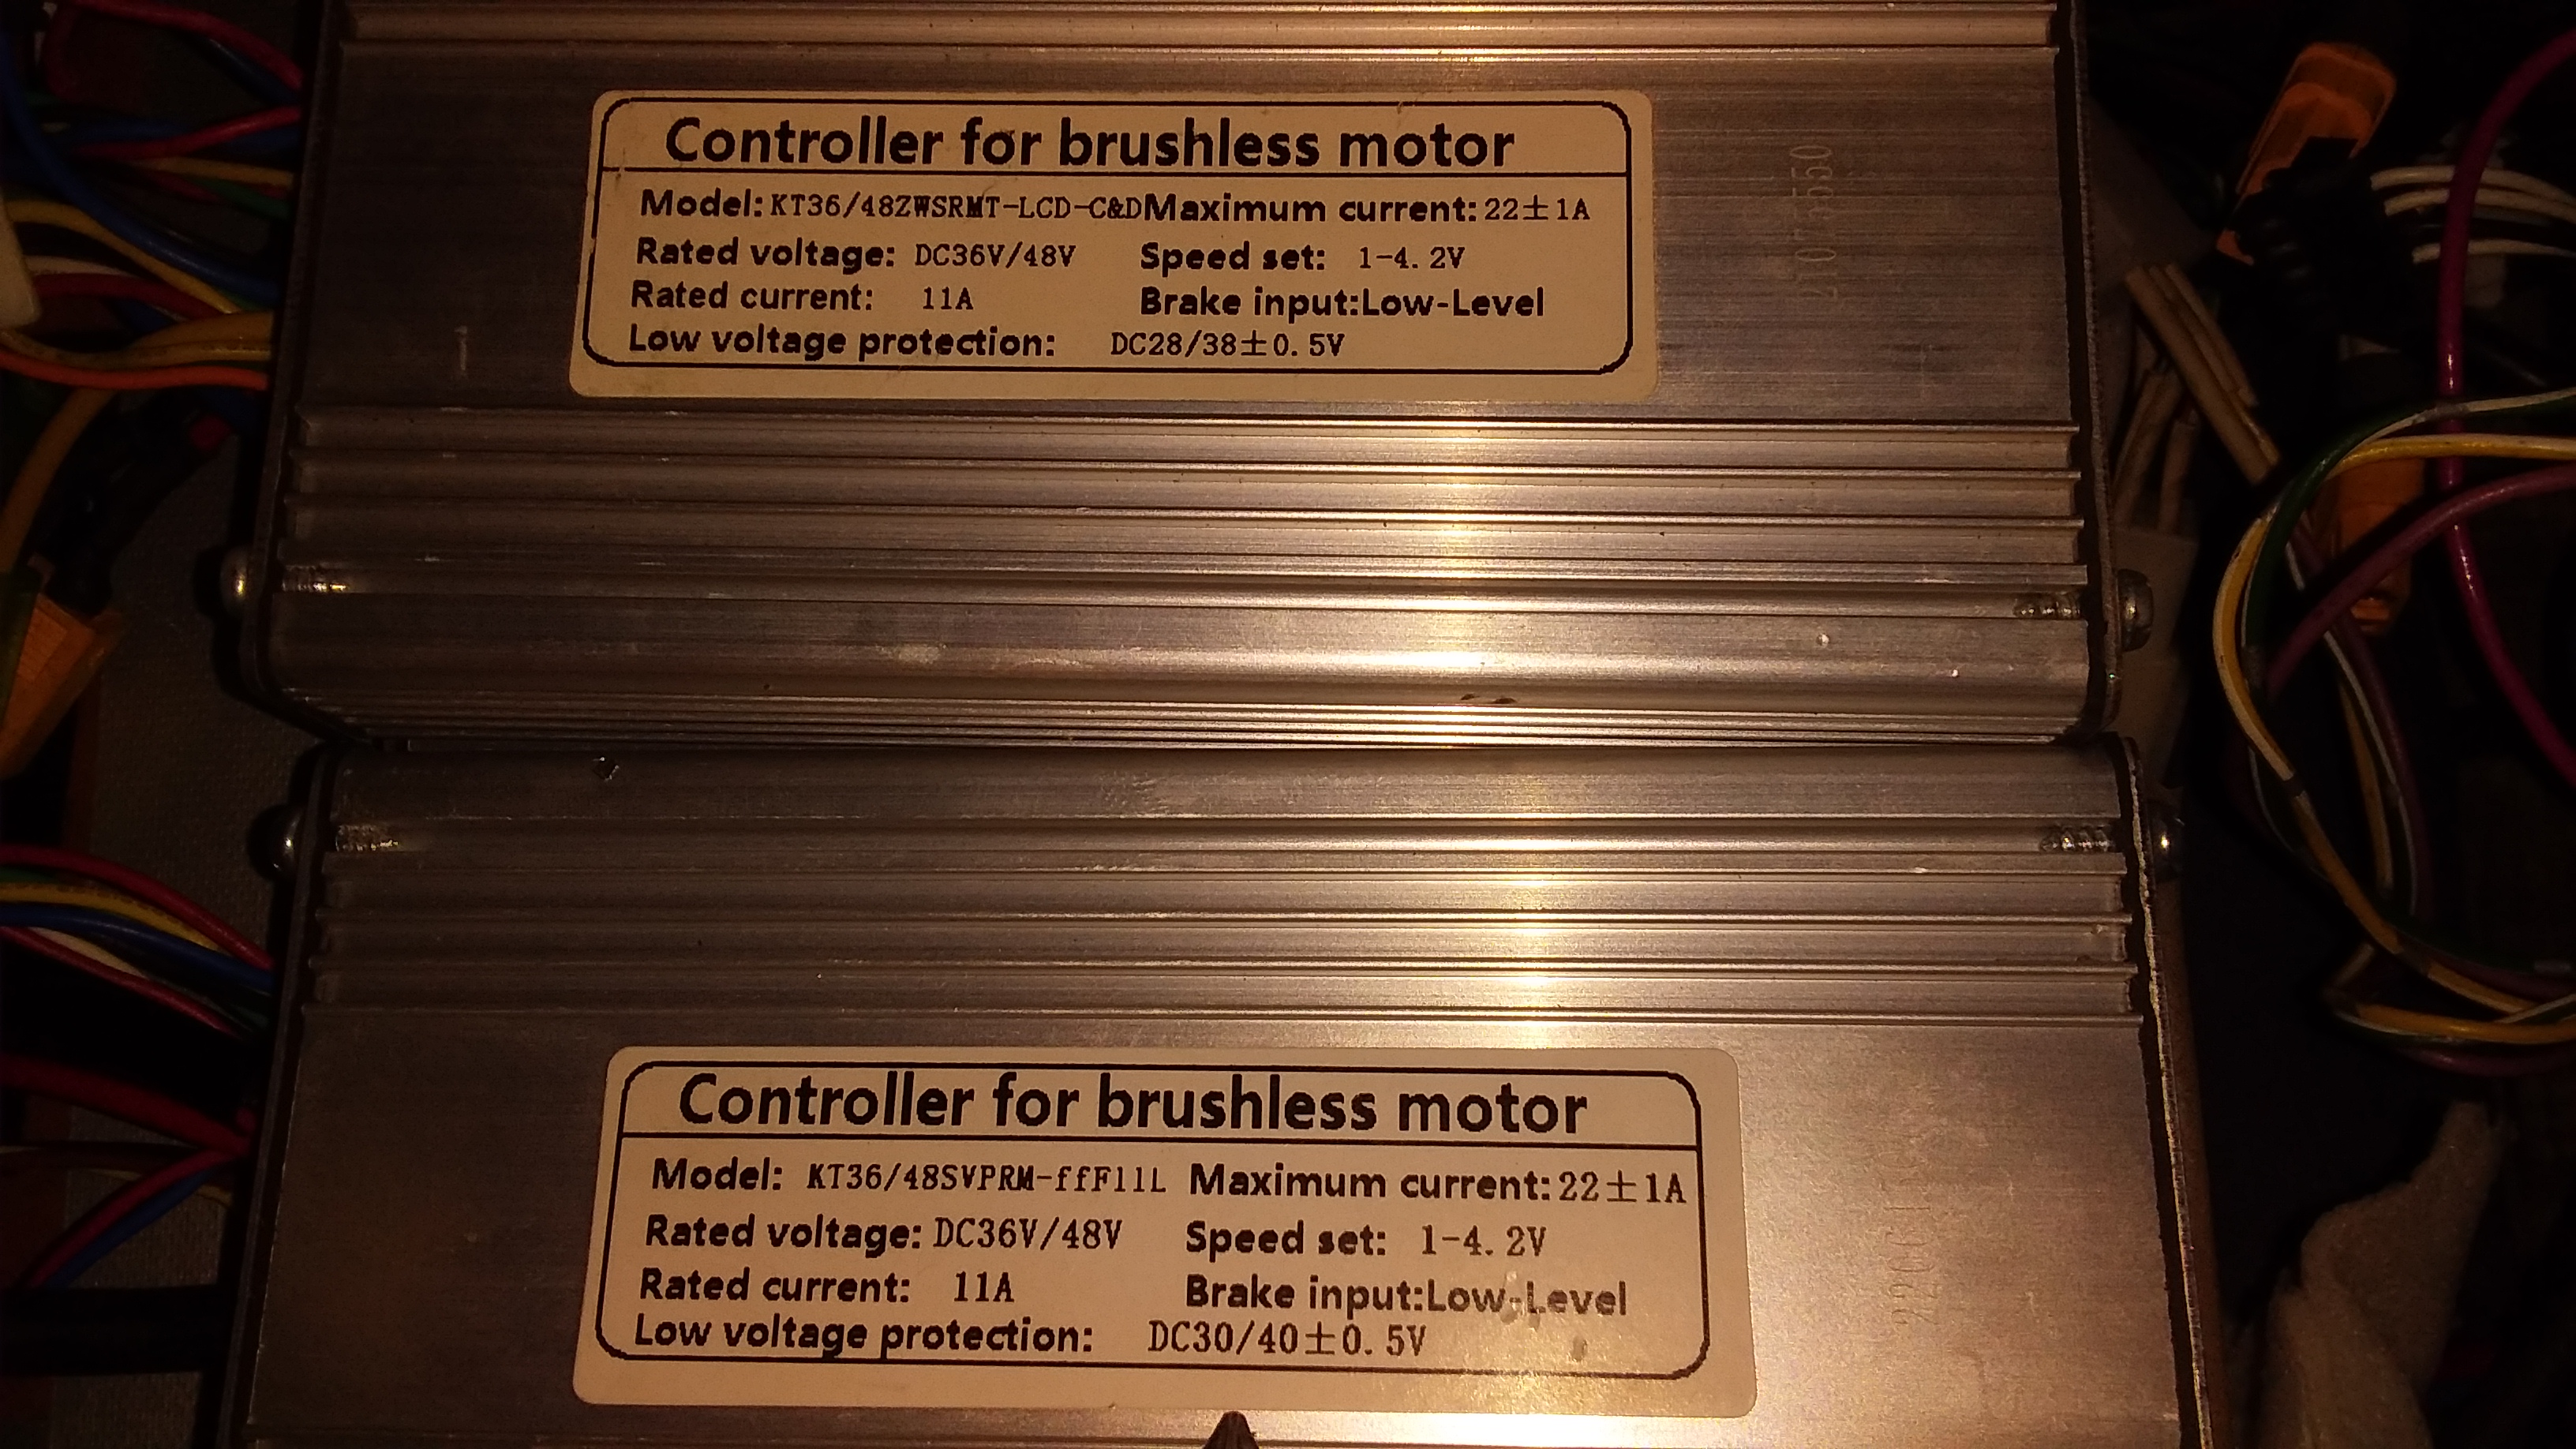 Controller for brushless motor
Model: KT36/48ZWSRMT-LCD-C&D Maximum current: 22±1A
Rated voltage: DC36V/48V Speed set: 1-4.2V
Rated current: 11A Brake input:Low-Level
Low voltage protection: DC28/38±0.5V
1
Controller for brushless motor
Model: KT36/48SVPRM-ffF11L Maximum current: 22±1A
Rated voltage: DC36V/48V Speed set: 1-4.2V
Rated current: 11A Brake input:Low-Level
Low voltage protection: DC30/40±0.5V